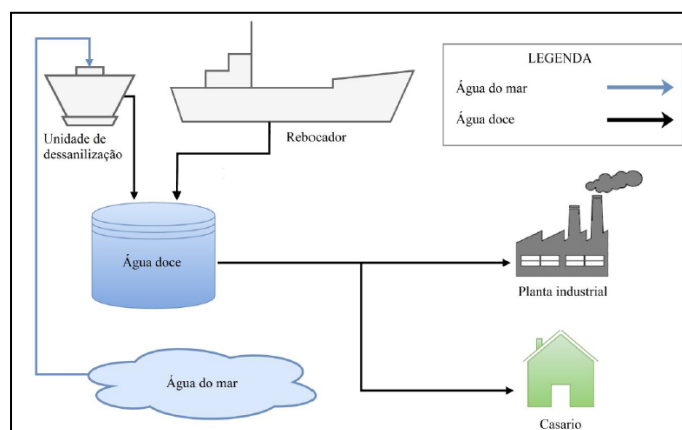 LEGENDA
Água do mar
Água doce
Unidade de
dessanilização
Rebocador
Água doce
Planta industrial
Água do mar
Casario